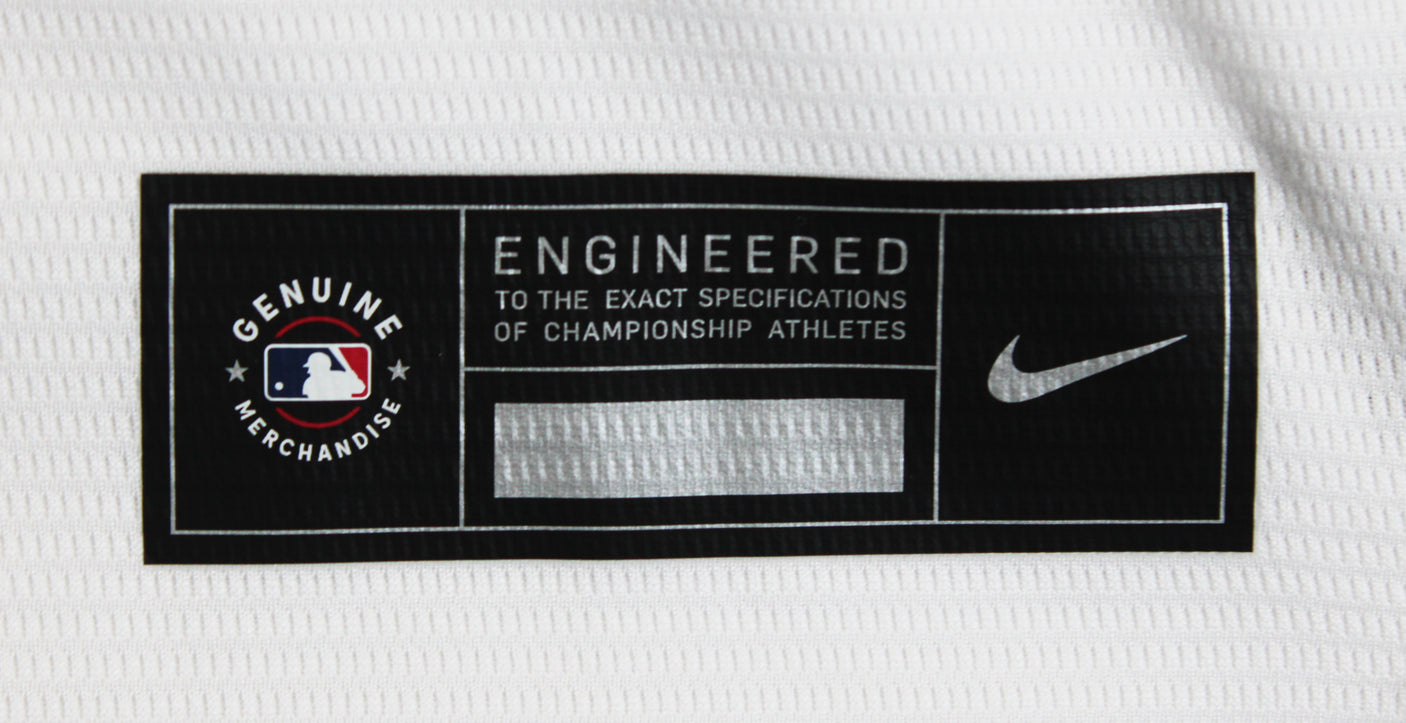 GENUINE
MERCHANDISE
ENGINEERED
TO THE EXACT SPECIFICATIONS
OF CHAMPIONSHIP ATHLETES